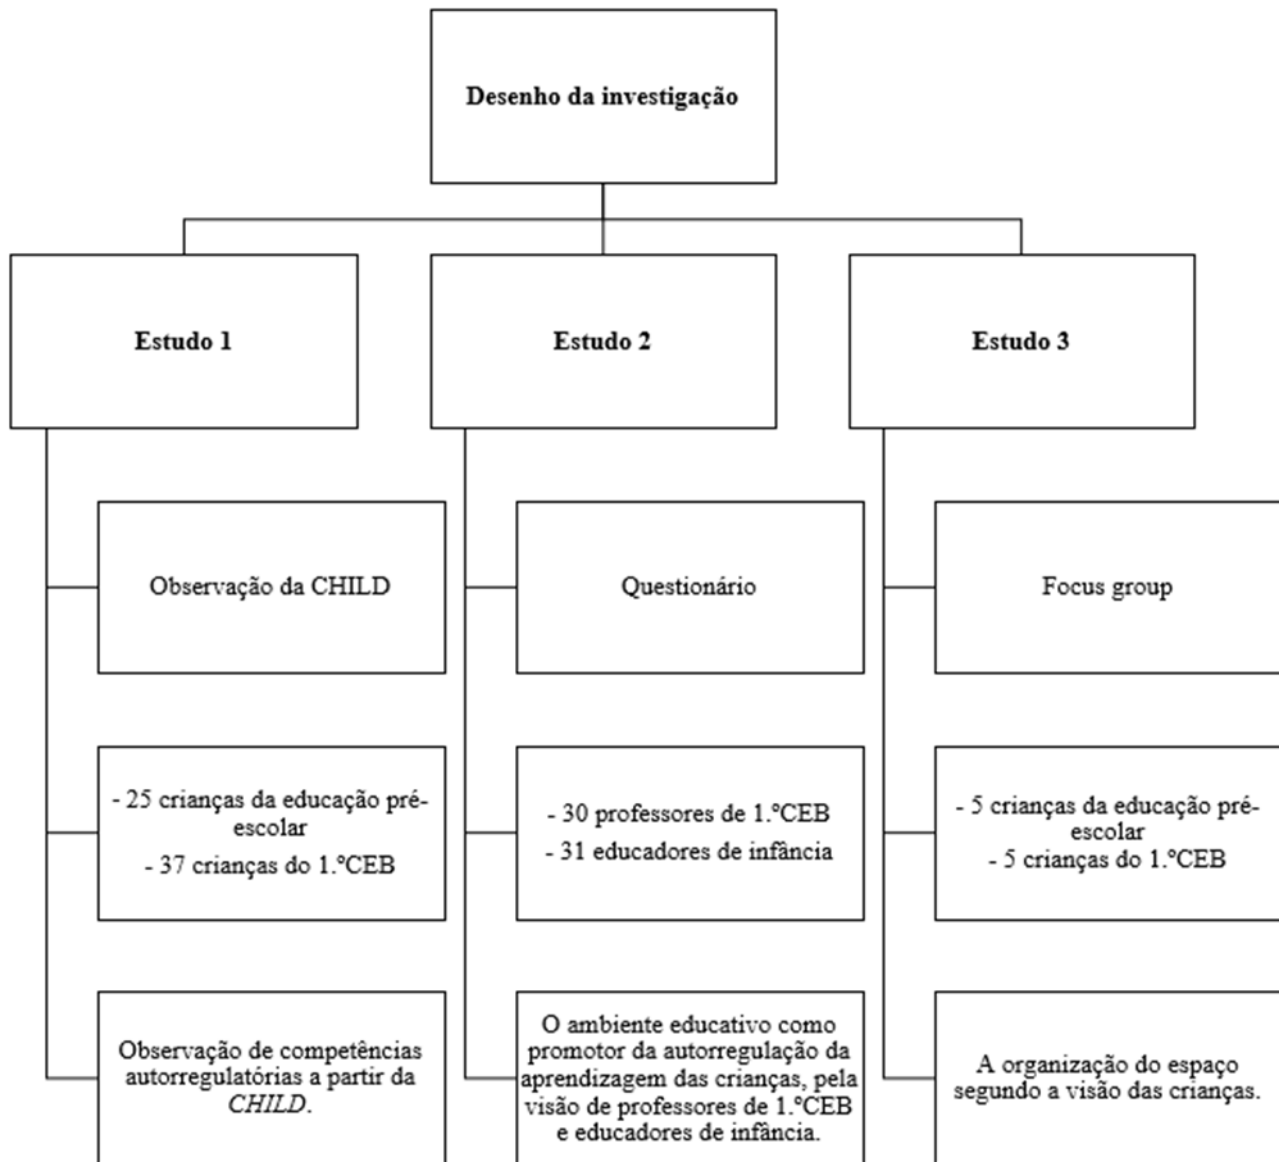 Desenho da investigação
Estudo 1
Estudo 2
Estudo 3
Observação da CHILD
Questionário
Focus group
- 25 crianças da educação pré-
escolar
- 37 crianças do 1.ºCEB
- 30 professores de 1.ºCEB
- 31 educadores de infância
- 5 crianças da educação pré-
escolar
- 5 crianças do 1.ºCEB
Observação de competências
autorregulatórias a partir da
CHILD.
O ambiente educativo como
promotor da autorregulação da
aprendizagem das crianças, pela
visão de professores de 1.ºCEB
e educadores de infância.
A organização do espaço
segundo a visão das crianças.